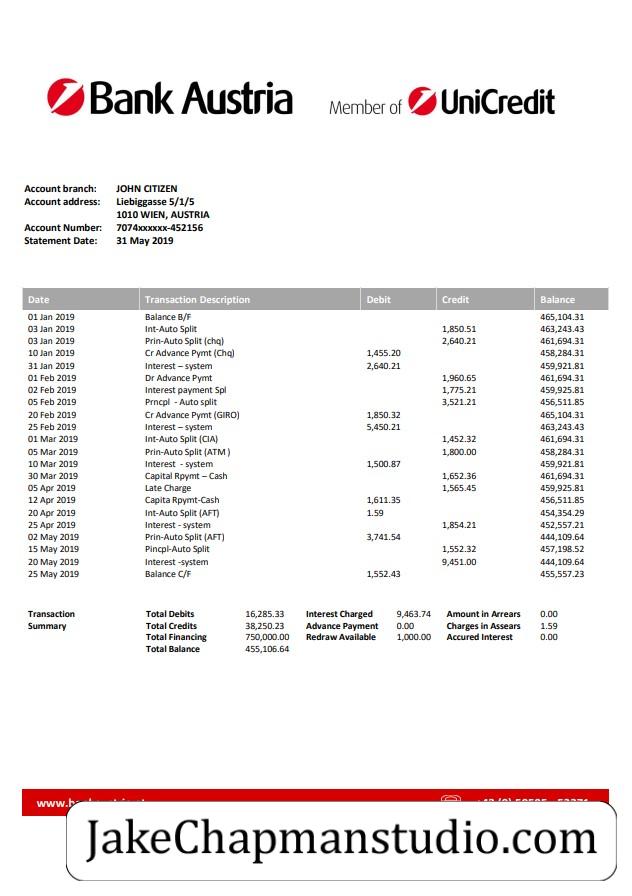 Bank Austria Member of UniCredit
Account branch: JOHN CITIZEN
Account address: Liebiggasse 5/1/5
1010 WIEN, AUSTRIA
Account Number: 7074xxxxxx-452156
Statement Date: 31 May 2019
Date Transaction Description Debit Credit Balance
01 Jan 2019 Balance B/F 465,104.31
03 Jan 2019 Int-Auto Split 1,850.51 463,243.43
03 Jan 2019 Prin-Auto Split (chq) 2,640.21 461,694.31
10 Jan 2019 Cr Advance Pymt (Chq) 1,455.20 458,284.31
31 Jan 2019 Interest – system 2,640.21 459,921.81
01 Feb 2019 Dr Advance Pymt 1,960.65 461,694.31
02 Feb 2019 Interest payment Spl 1,775.21 459,925.81
05 Feb 2019 Prncpl - Auto split 3,521.21 456,511.85
20 Feb 2019 Cr Advance Pymt (GIRO) 1,850.32 465,104.31
25 Feb 2019 Interest – system 5,450.21 463,243.43
01 Mar 2019 Int-Auto Split (CIA) 1,452.32 461,694.31
05 Mar 2019 Prin-Auto Split (ATM ) 1,800.00 458,284.31
10 Mar 2019 Interest - system 1,500.87 459,921.81
30 Mar 2019 Capital Rpymt – Cash 1,652.36 461,694.31
05 Apr 2019 Late Charge 1,565.45 459,925.81
12 Apr 2019 Capita Rpymt-Cash 1,611.35 456,511.85
20 Apr 2019 Int-Auto Split (AFT) 1.59 454,354.29
25 Apr 2019 Interest - system 1,854.21 452,557.21
02 May 2019 Prin-Auto Split (AFT) 3,741.54 444,109.64
15 May 2019 Pincpl-Auto Split 1,552.32 457,198.52
20 May 2019 Interest -system 9,451.00 444,109.64
25 May 2019 Balance C/F 1,552.43 455,557.23
Transaction Total Debits 16,285.33 Interest Charged 9,463.74 Amount in Arrears 0.00
Summary Total Credits 38,250.23 Advance Payment 0.00 Charges in Assears 1.59
Total Financing 750,000.00 Redraw Available 1,000.00 Accured Interest 0.00
Total Balance 455,106.64
JakeChapmanstudio.com